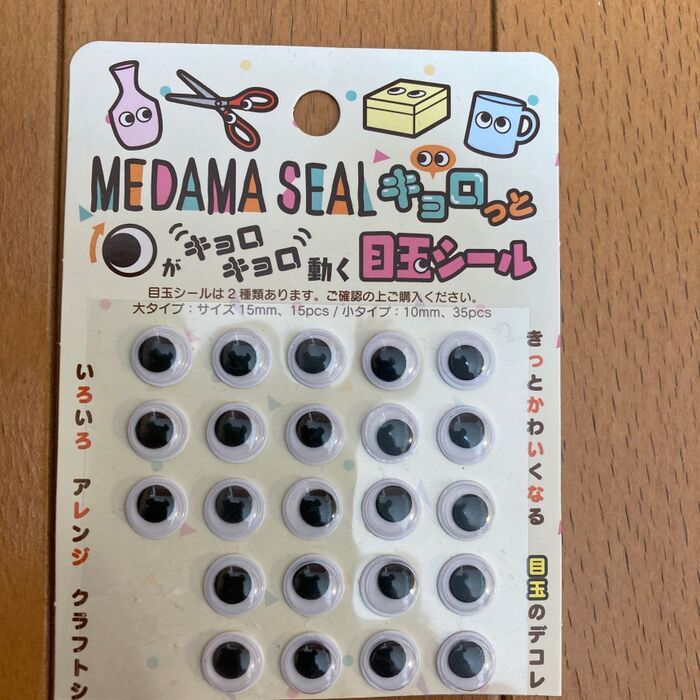 MEDAMA SEAL キョロっと
が キョロキョロ 動く 目玉シール
目玉シールは2種類あります。ご確認の上ご購入ください。
大タイプ：サイズ 15mm、15pcs / 小タイプ：10mm、35pcs
きっとかわいくなる 目玉のデコレ
いろいろ アレンジ クラフトシ